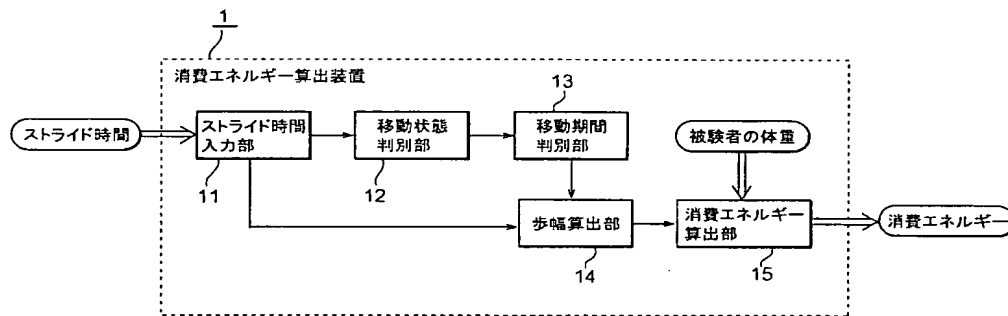 1
消費エネルギー算出装置
13
ストライド時間
ストライド時間
入力部
移動状態
判別部
移動期間
判別部
被験者の体重
11
12
歩幅算出部
消費エネルギー
算出部
消費エネルギー
14
15